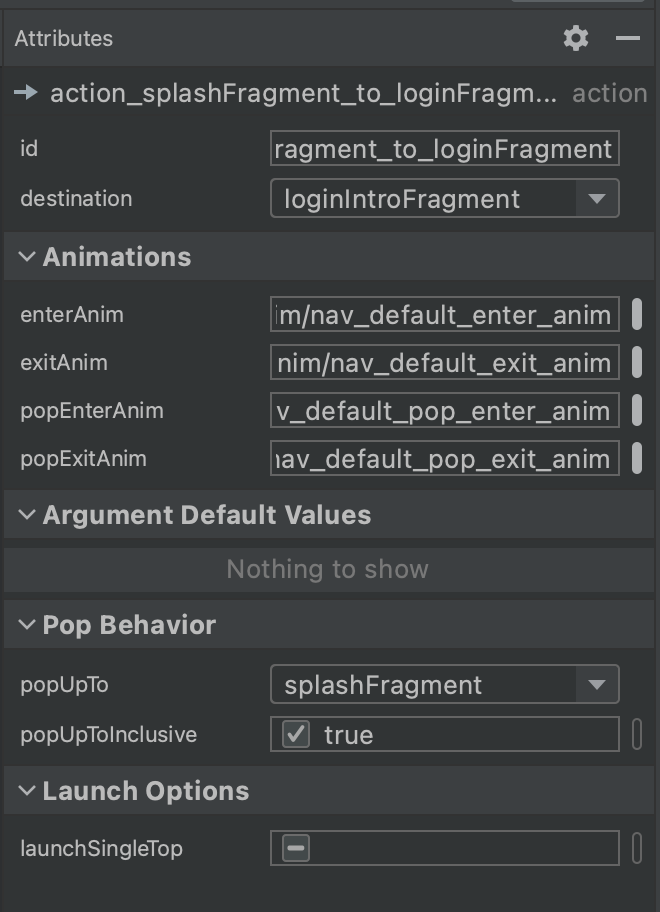 Attributes
action_splashFragment_to_loginFragm... action
id ragment_to_loginFragment
destination loginIntroFragment
Animations
enterAnim im/nav_default_enter_anim
exitAnim nim/nav_default_exit_anim
popEnterAnim v_default_pop_enter_anim
popExitAnim nav_default_pop_exit_anim
Argument Default Values
Nothing to show
Pop Behavior
popUpTo splashFragment
popUpToInclusive true
Launch Options
launchSingleTop